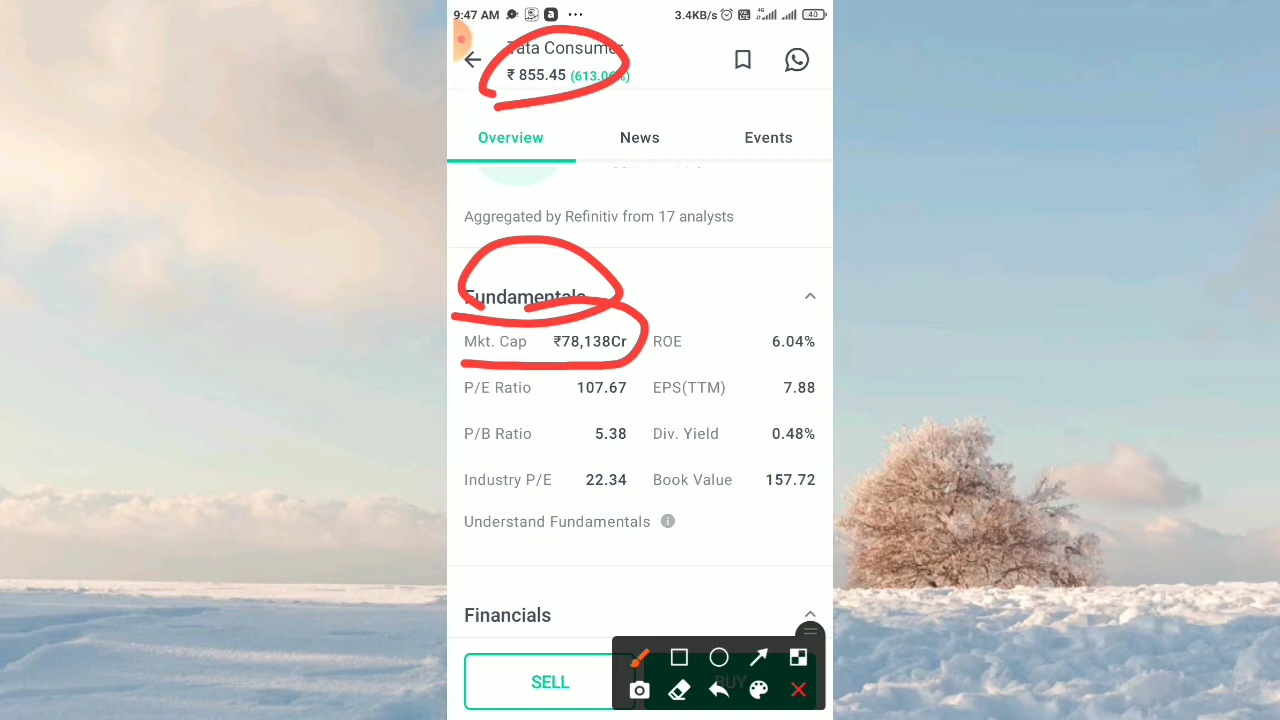 9:47 AM a ... 3.4KB/s 4G 40
Tata Consumer
₹ 855.45
Overview News Events
Aggregated by Refinitiv from 17 analysts
Fundamentals
Mkt. Cap ₹78,138Cr ROE 6.04%
P/E Ratio 107.67 EPS(TTM) 7.88
P/B Ratio 5.38 Div. Yield 0.48%
Industry P/E 22.34 Book Value 157.72
Understand Fundamentals i
Financials
SELL BUY